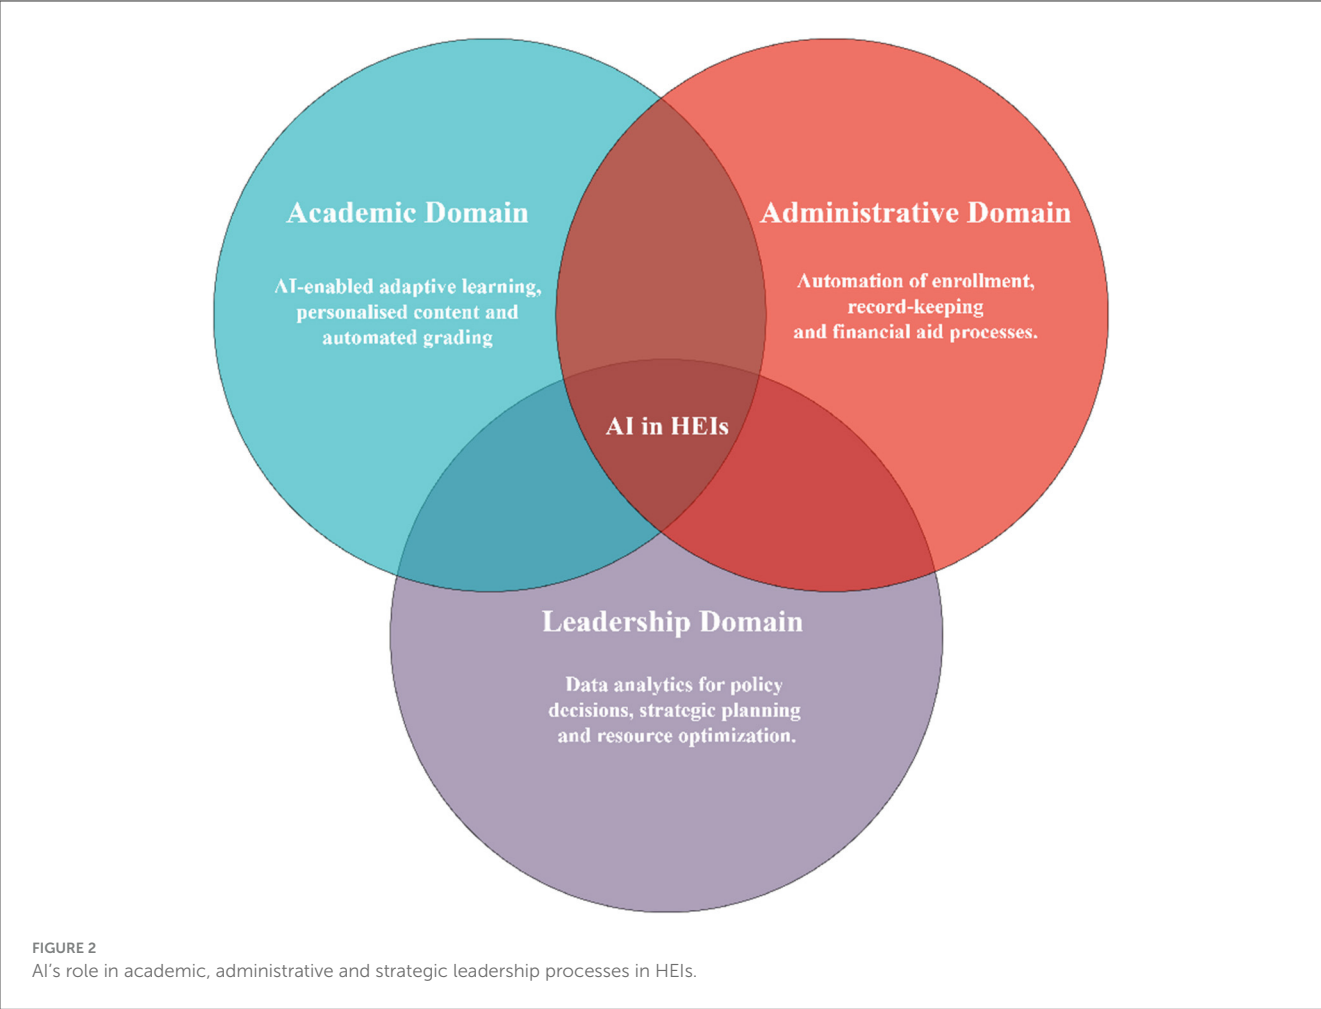 Academic Domain
AI-enabled adaptive learning,
personalised content and
automated grading
Administrative Domain
Automation of enrollment,
record-keeping
and financial aid processes.
AI in HEIs
Leadership Domain
Data analytics for policy
decisions, strategic planning
and resource optimization.
FIGURE 2
AI's role in academic, administrative and strategic leadership processes in HEIs.